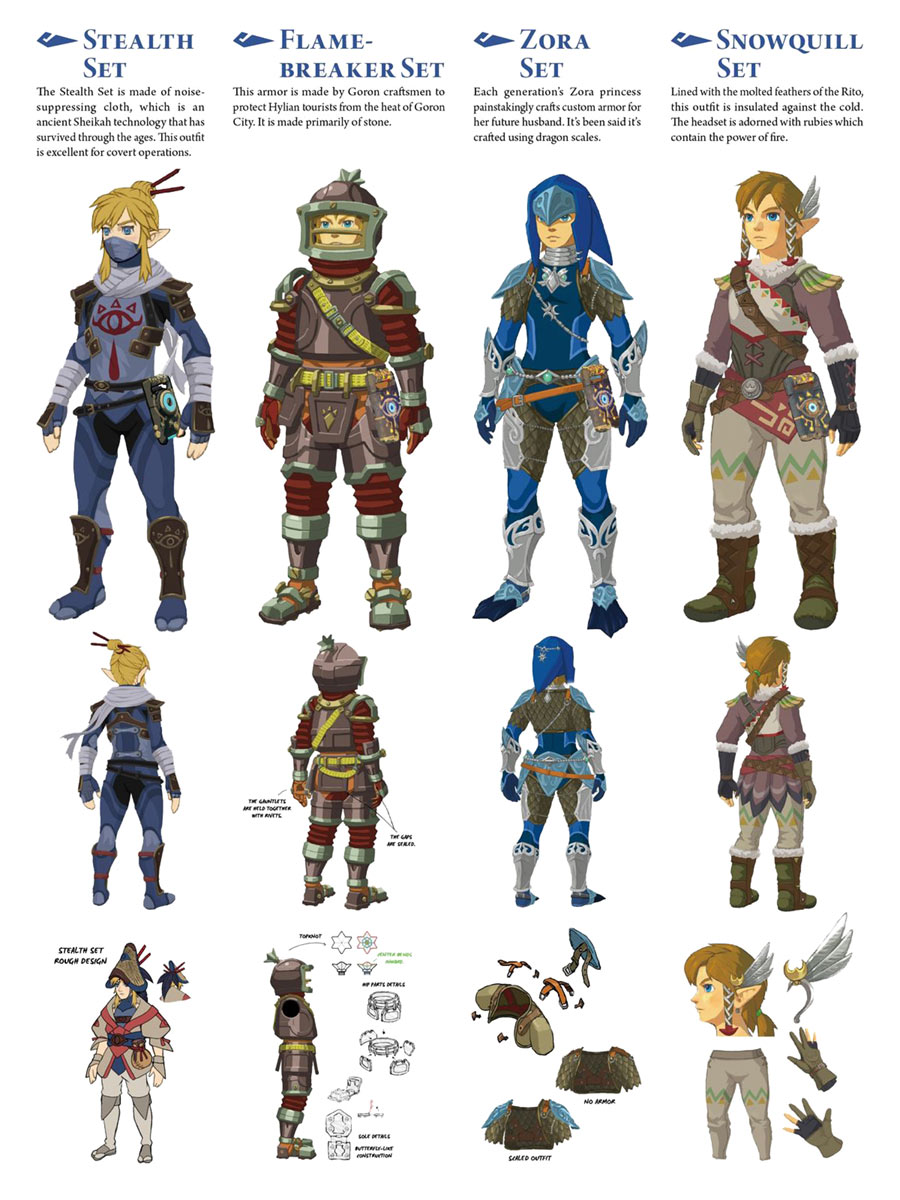 STEALTH
SET
The Stealth Set is made of noise-
suppressing cloth, which is an
ancient Sheikah technology that has
survived through the ages. This outfit
is excellent for covert operations.
FLAME-
BREAKER SET
This armor is made by Goron craftsmen to
protect Hylian tourists from the heat of Goron
City. It is made primarily of stone.
ZORA
SET
Each generation's Zora princess
painstakingly crafts custom armor for
her future husband. It's been said it's
crafted using dragon scales.
SNOWQUILL
SET
Lined with the molted feathers of the Rito,
this outfit is insulated against the cold.
The headset is adorned with rubies which
contain the power of fire.
THE GAUNTLETS
ARE HELD TOGETHER
WITH RIVETS.
THE GAPS
ARE SEALED.
STEALTH SET
ROUGH DESIGN
TOPKNOT
HIP PARTS DETAILS
SOLE DETAILS
BUTTERFLY-LIKE
CONSTRUCTION
NO ARMOR
SCALED OUTFIT